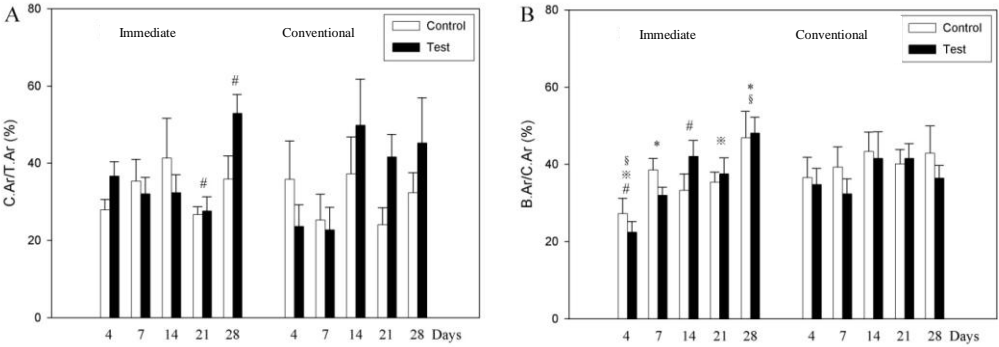 A
80
60
40
20
0
C.Ar/T.Ar (%)
Immediate
Conventional
Control
Test
#
#
4 7 14 21 28 4 7 14 21 28 Days
B
80
60
40
20
0
B.Ar/C.Ar (%)
Immediate
Conventional
Control
Test
§
※
#
*
#
※
*
§
4 7 14 21 28 4 7 14 21 28 Days